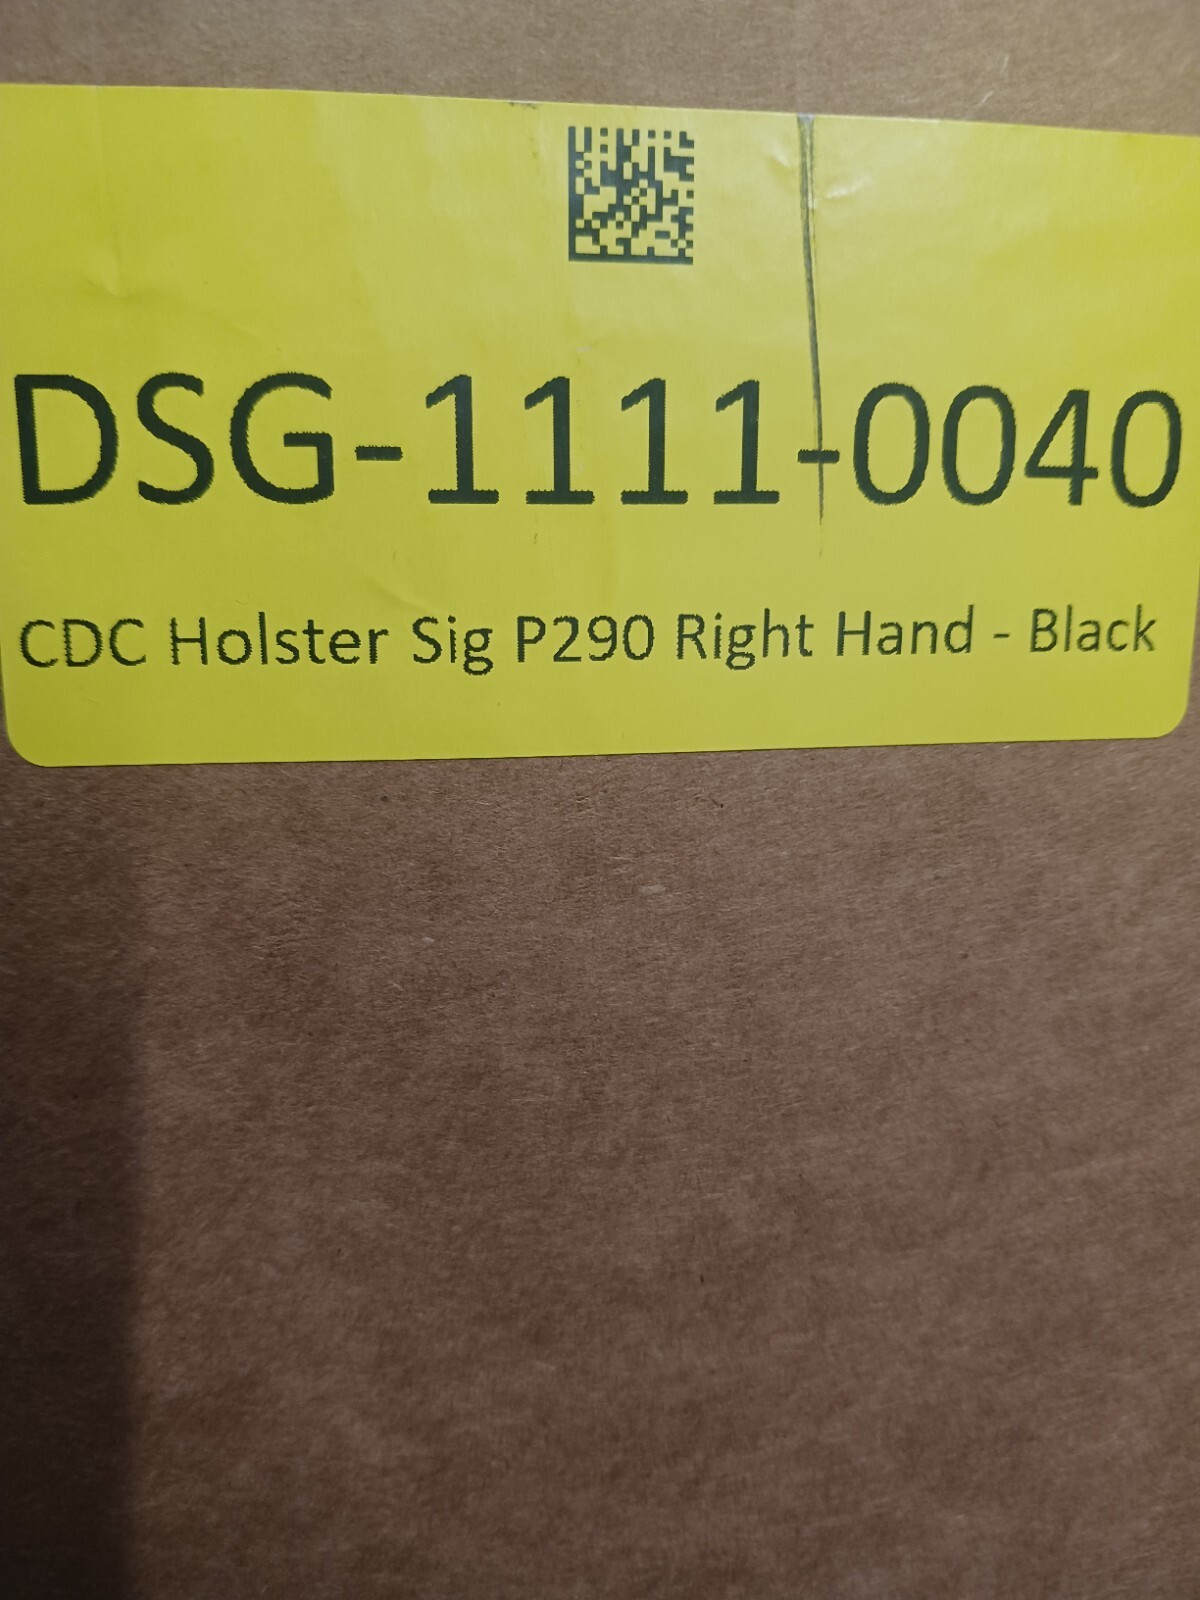 DSG-1111-0040
CDC Holster Sig P290 Right Hand - Black